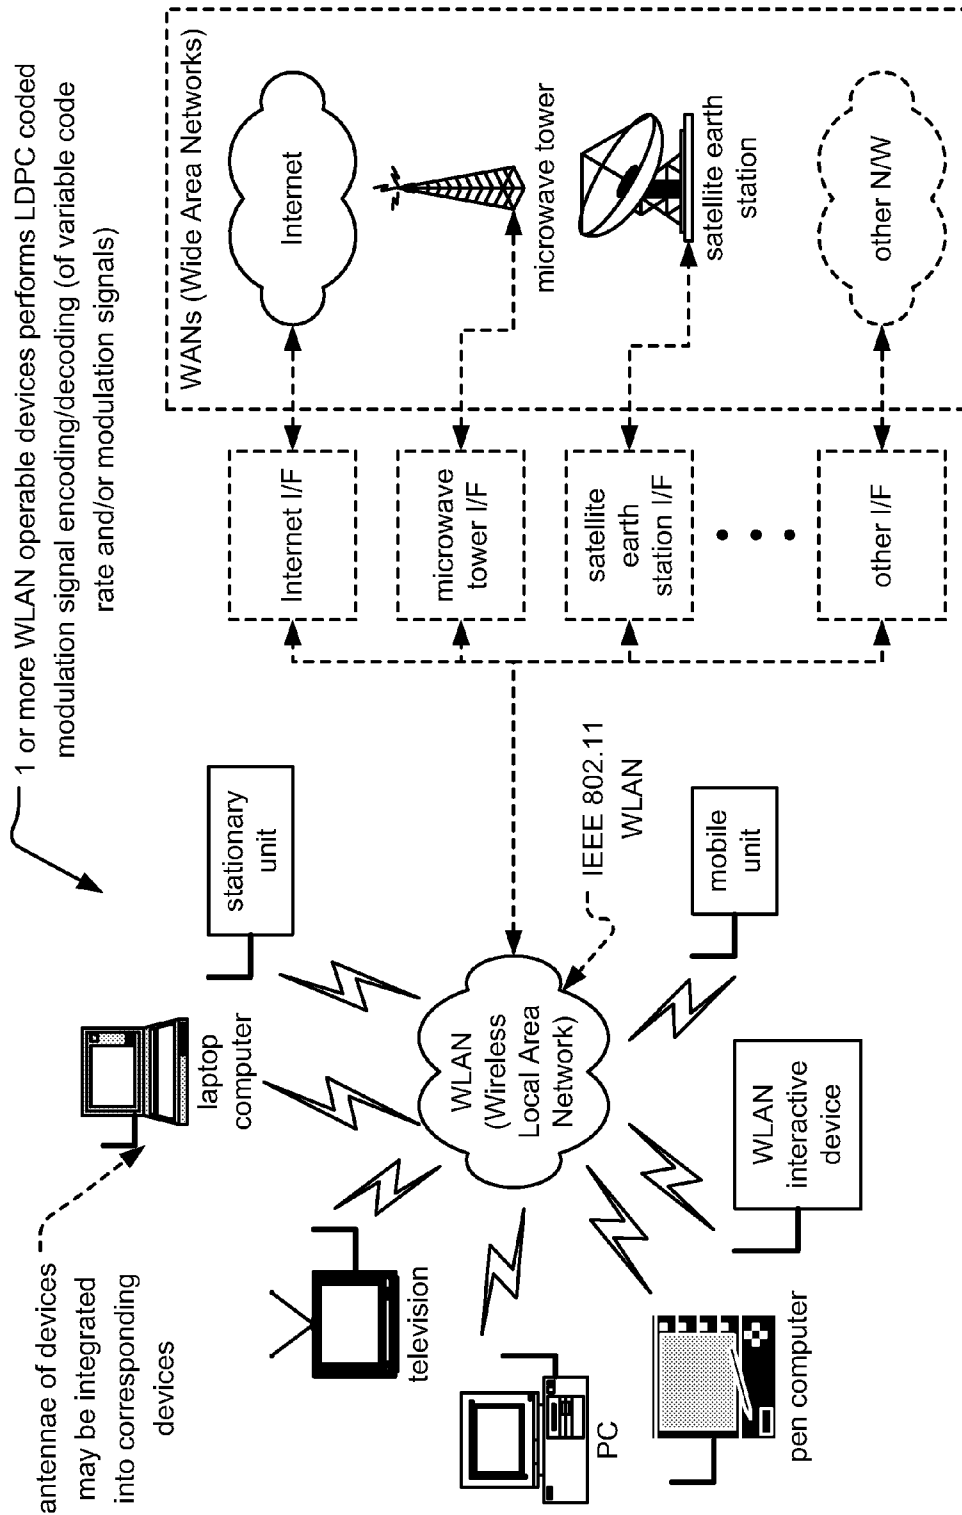 1 or more WLAN operable devices performs LDPC coded
modulation signal encoding/decoding (of variable code
rate and/or modulation signals)
antennae of devices
may be integrated
into corresponding
devices
laptop
computer
stationary
unit
television
PC
pen computer
WLAN
interactive
device
mobile
unit
WLAN
(Wireless
Local Area
Network)
IEEE 802.11
WLAN
Internet I/F
microwave
tower I/F
satellite
earth
station I/F
other I/F
WANs (Wide Area Networks)
Internet
microwave tower
satellite earth
station
other N/W